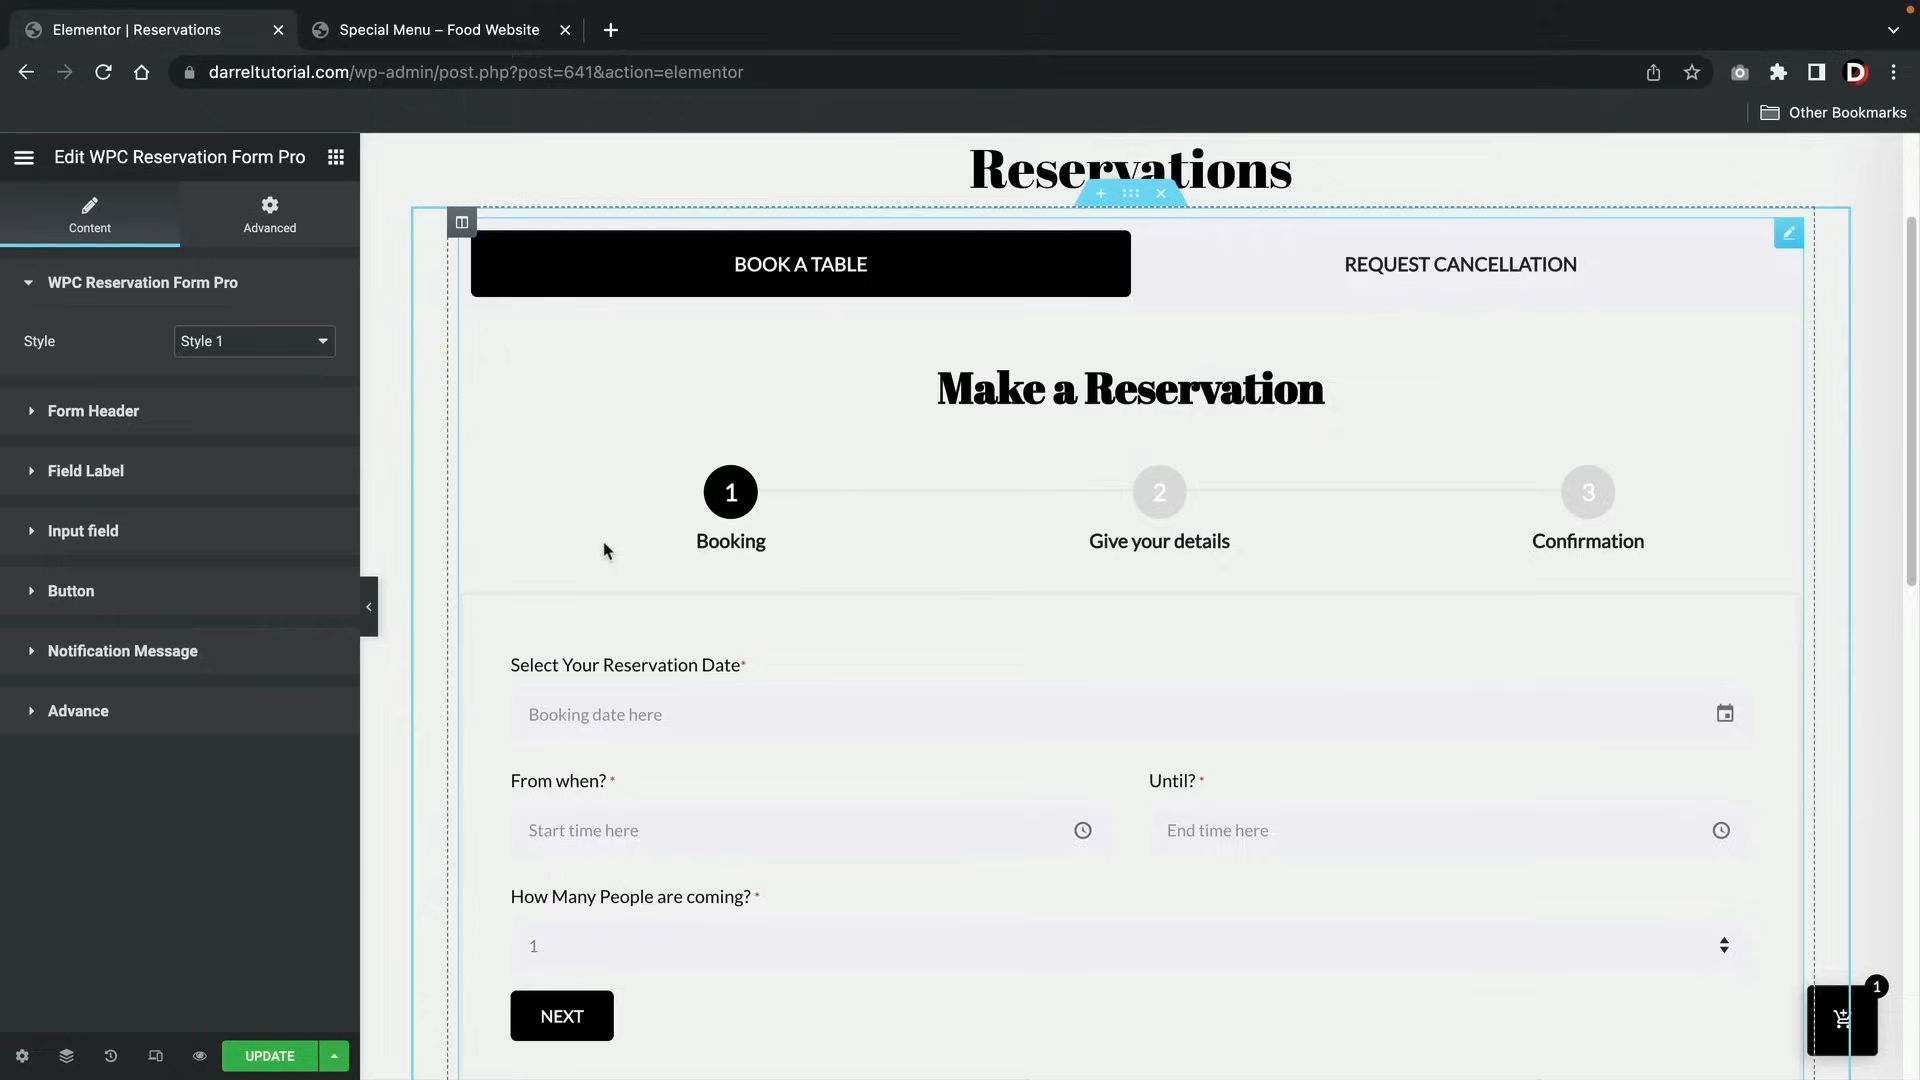 Elementor | Reservations
Special Menu – Food Website
darreltutorial.com/wp-admin/post.php?post=641&action=elementor
D
Other Bookmarks
Edit WPC Reservation Form Pro
Content
Advanced
WPC Reservation Form Pro
Style
Style 1
Form Header
Field Label
Input field
Button
Notification Message
Advance
UPDATE
Reservations
BOOK A TABLE
REQUEST CANCELLATION
Make a Reservation
1
2
3
Booking
Give your details
Confirmation
Select Your Reservation Date*
Booking date here
From when? *
Until? *
Start time here
End time here
How Many People are coming? *
1
NEXT
1